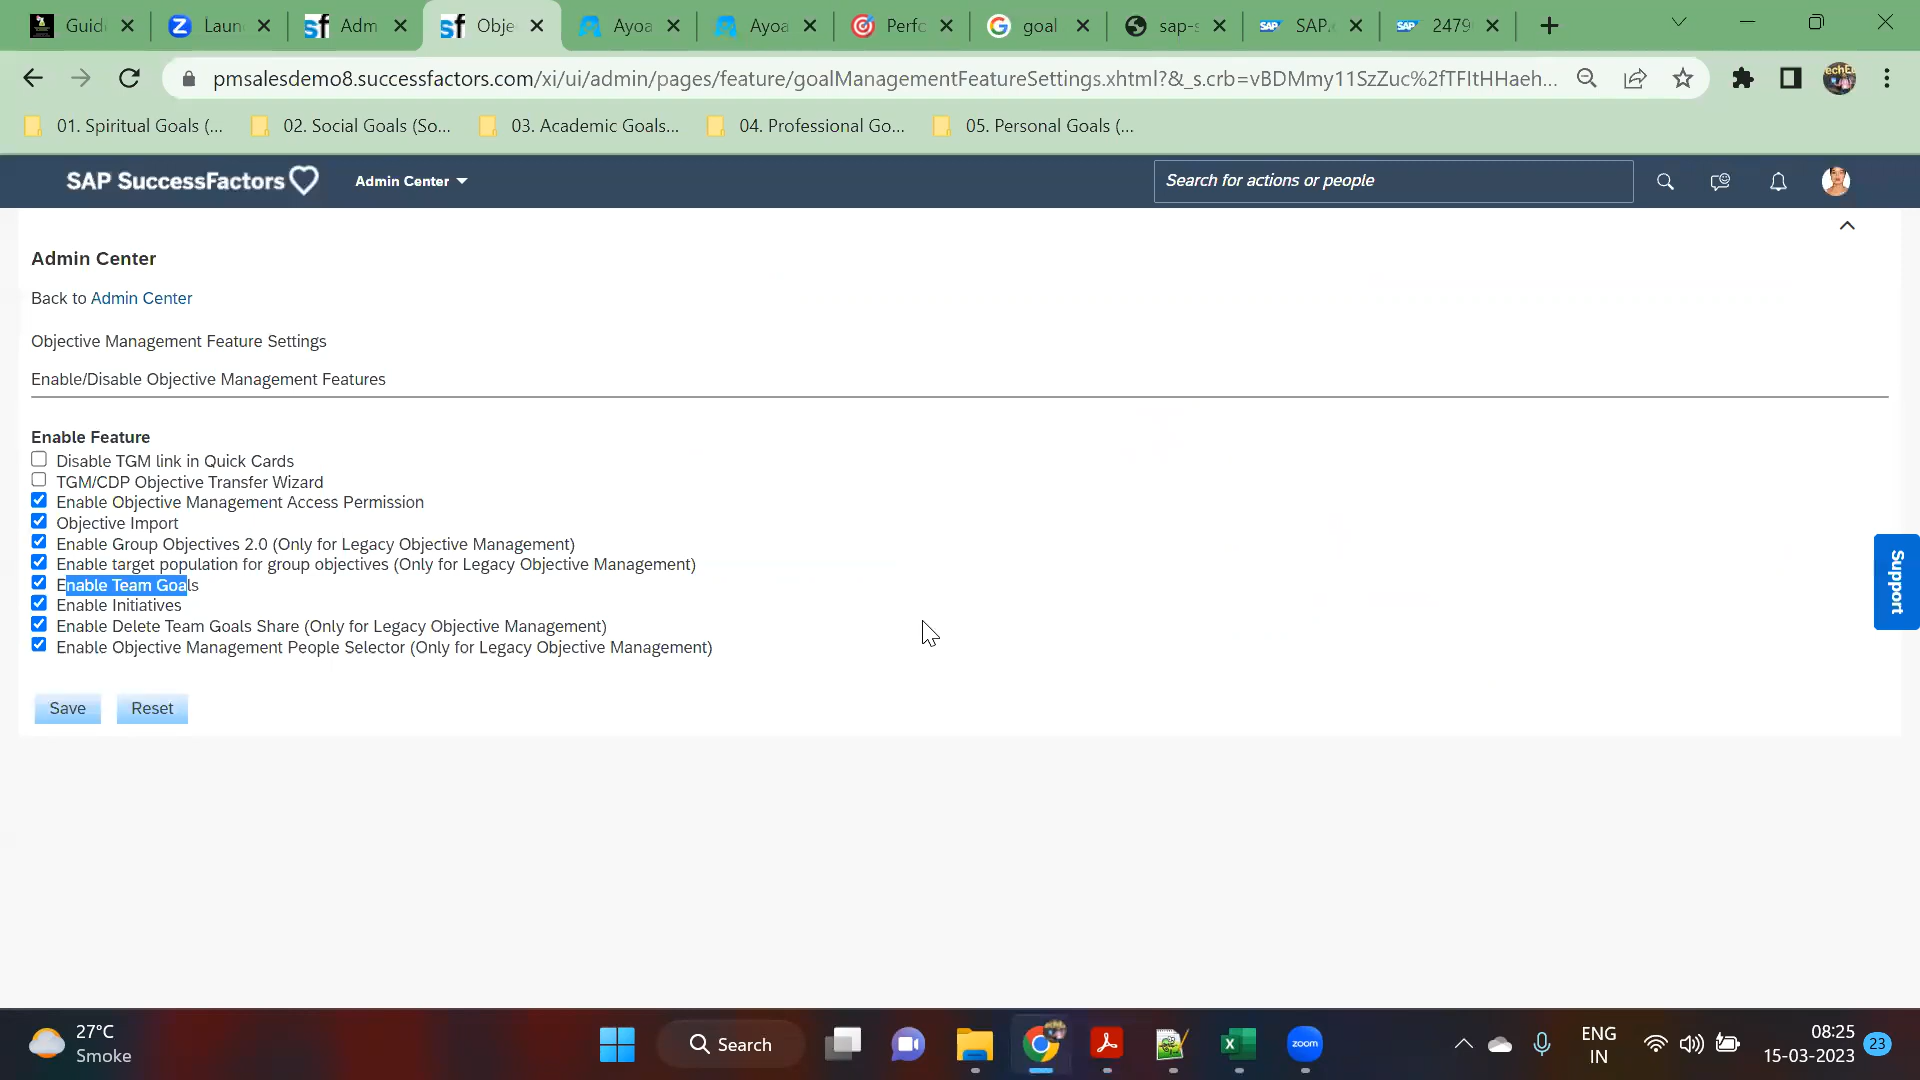 Guid
Laun
Adm
Obje
Ayoa
Ayoa
Perfo
goal
sap-s
SAP
2479
pmsalesdemo8.successfactors.com/xi/ui/admin/pages/feature/goalManagementFeatureSettings.xhtml?&_s.crb=vBDMmy11SzZuc%2fTFItHHaeh...
01. Spiritual Goals (...
02. Social Goals (So...
03. Academic Goals...
04. Professional Go...
05. Personal Goals (...
SAP SuccessFactors
Admin Center
Search for actions or people
Admin Center
Back to Admin Center
Objective Management Feature Settings
Enable/Disable Objective Management Features
Enable Feature
Disable TGM link in Quick Cards
TGM/CDP Objective Transfer Wizard
Enable Objective Management Access Permission
Objective Import
Enable Group Objectives 2.0 (Only for Legacy Objective Management)
Enable target population for group objectives (Only for Legacy Objective Management)
Enable Team Goals
Enable Initiatives
Enable Delete Team Goals Share (Only for Legacy Objective Management)
Enable Objective Management People Selector (Only for Legacy Objective Management)
Save
Reset
Support
27°C
Smoke
Search
zoom
ENG
IN
08:25
15-03-2023
23